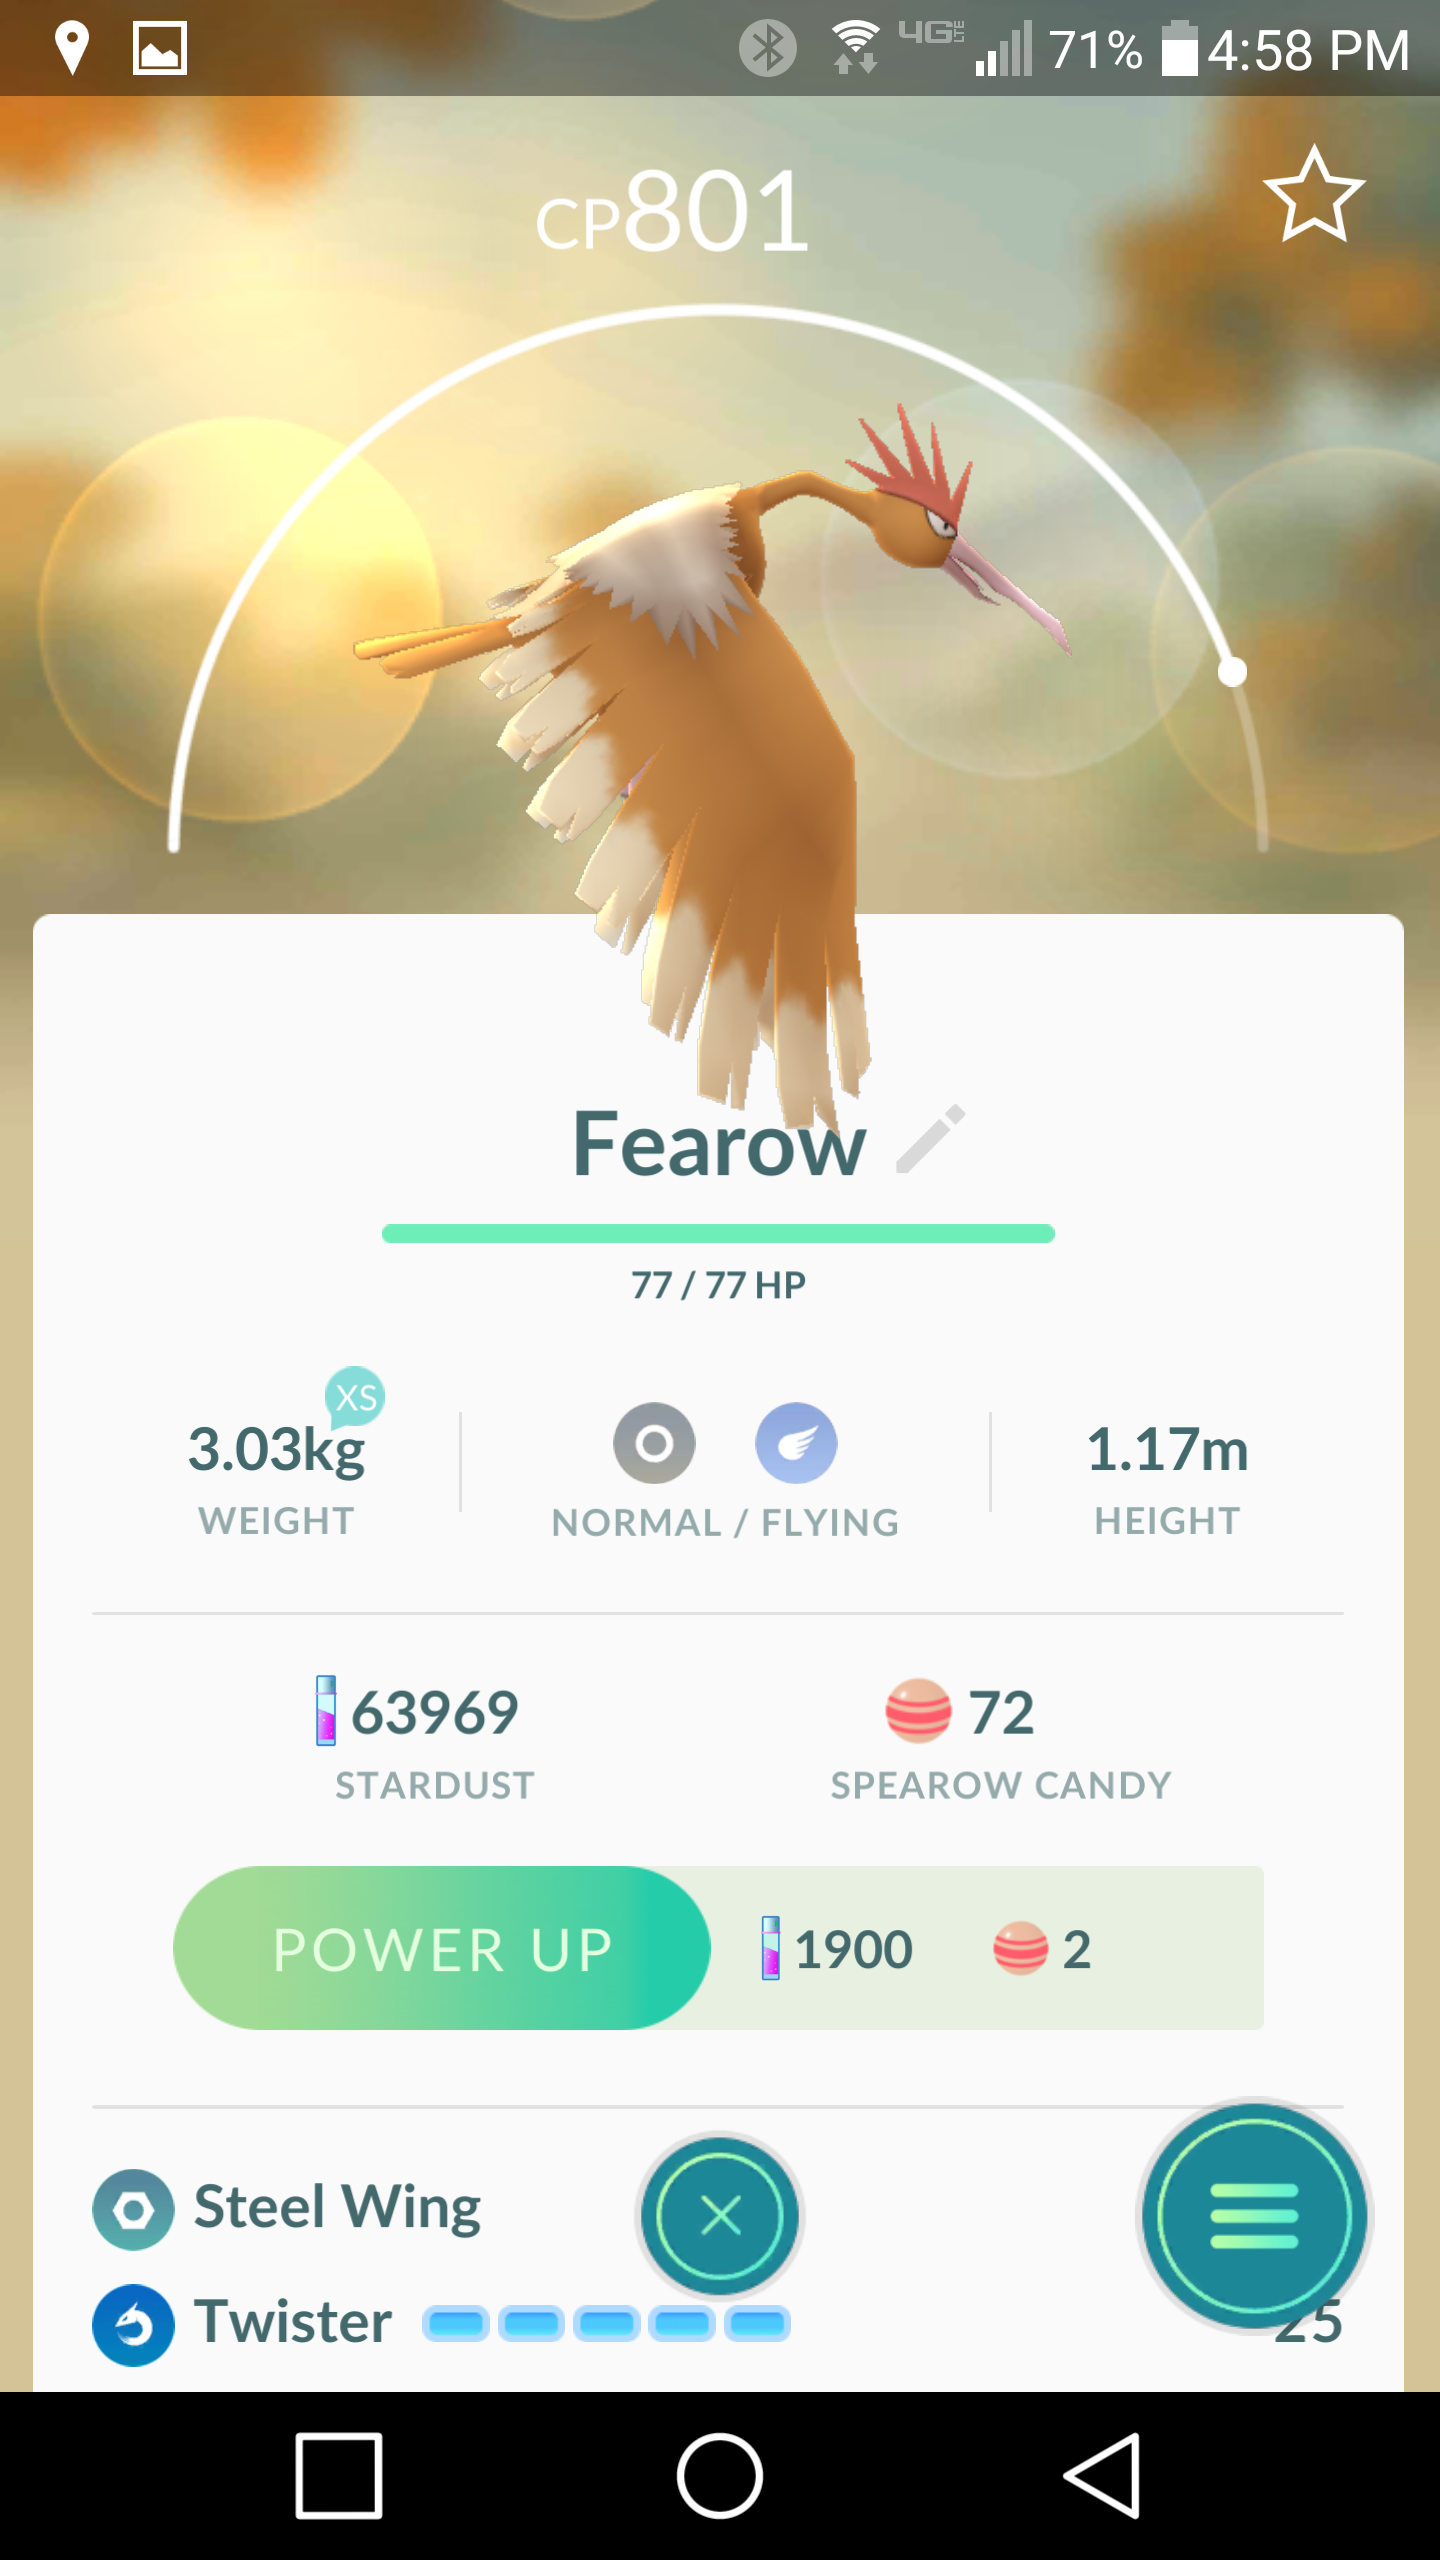 4G LTE 71% 4:58 PM
CP801
Fearow
77 / 77 HP
XS
3.03kg
WEIGHT
NORMAL / FLYING
1.17m
HEIGHT
63969
STARDUST
72
SPEAROW CANDY
POWER UP 1900 2
Steel Wing
Twister 25